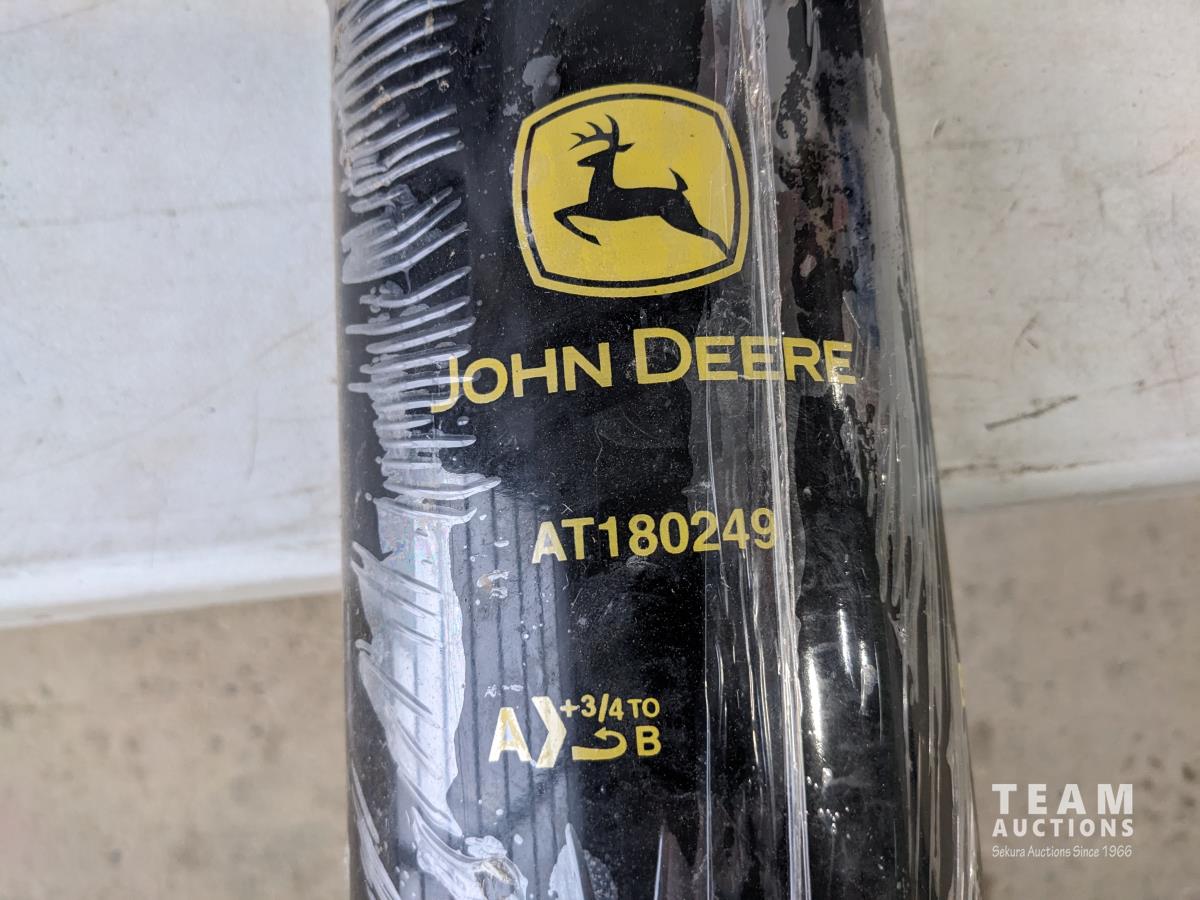 JOHN DEERE
AT180249
A +3/4 TO
B
TEAM
AUCTIONS
Sekura Auctions Since 1966